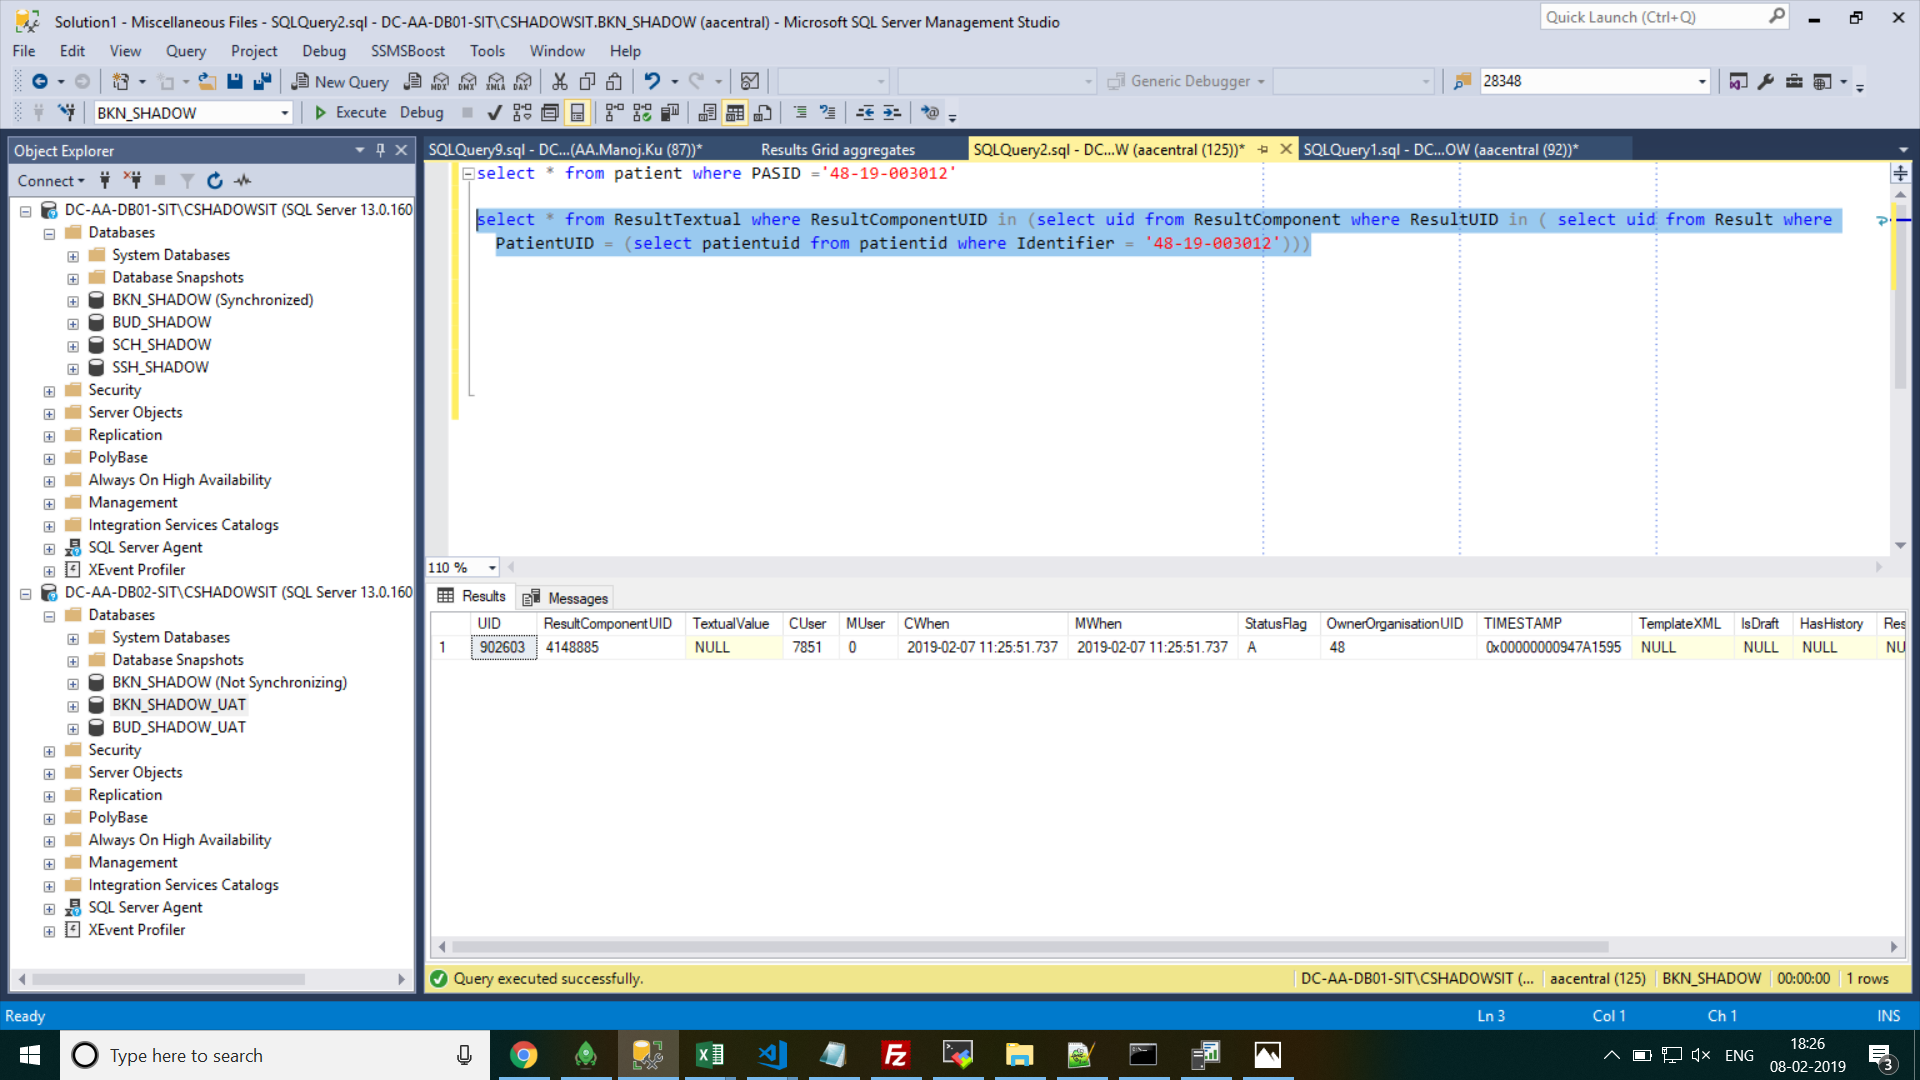 Solution1 - Miscellaneous Files - SQLQuery2.sql - DC-AA-DB01-SIT\CSHADOWSIT.BKN_SHADOW (aacentral) - Microsoft SQL Server Management Studio
Quick Launch (Ctrl+Q)
File Edit View Query Project Debug SSMSBoost Tools Window Help
New Query MDX DMX XMLA DAX Generic Debugger 28348
BKN_SHADOW Execute Debug
Object Explorer
SQLQuery9.sql - DC...(AA.Manoj.Ku (87))* Results Grid aggregates SQLQuery2.sql - DC...W (aacentral (125))* SQLQuery1.sql - DC...OW (aacentral (92))*
Connect
DC-AA-DB01-SIT\CSHADOWSIT (SQL Server 13.0.160
Databases
System Databases
Database Snapshots
BKN_SHADOW (Synchronized)
BUD_SHADOW
SCH_SHADOW
SSH_SHADOW
Security
Server Objects
Replication
PolyBase
Always On High Availability
Management
Integration Services Catalogs
SQL Server Agent
XEvent Profiler
DC-AA-DB02-SIT\CSHADOWSIT (SQL Server 13.0.160
Databases
System Databases
Database Snapshots
BKN_SHADOW (Not Synchronizing)
BKN_SHADOW_UAT
BUD_SHADOW_UAT
Security
Server Objects
Replication
PolyBase
Always On High Availability
Management
Integration Services Catalogs
SQL Server Agent
XEvent Profiler
select * from patient where PASID ='48-19-003012'
select * from ResultTextual where ResultComponentUID in (select uid from ResultComponent where ResultUID in ( select uid from Result where
PatientUID = (select patientuid from patientid where Identifier = '48-19-003012')))
110 %
Results Messages
UID ResultComponentUID TextualValue CUser MUser CWhen MWhen StatusFlag OwnerOrganisationUID TIMESTAMP TemplateXML IsDraft HasHistory Res
1 902603 4148885 NULL 7851 0 2019-02-07 11:25:51.737 2019-02-07 11:25:51.737 A 48 0x00000000947A1595 NULL NULL NULL NU
Query executed successfully. DC-AA-DB01-SIT\CSHADOWSIT (... aacentral (125) BKN_SHADOW 00:00:00 1 rows
Ready Ln 3 Col 1 Ch 1 INS
Type here to search
ENG
18:26
08-02-2019
3